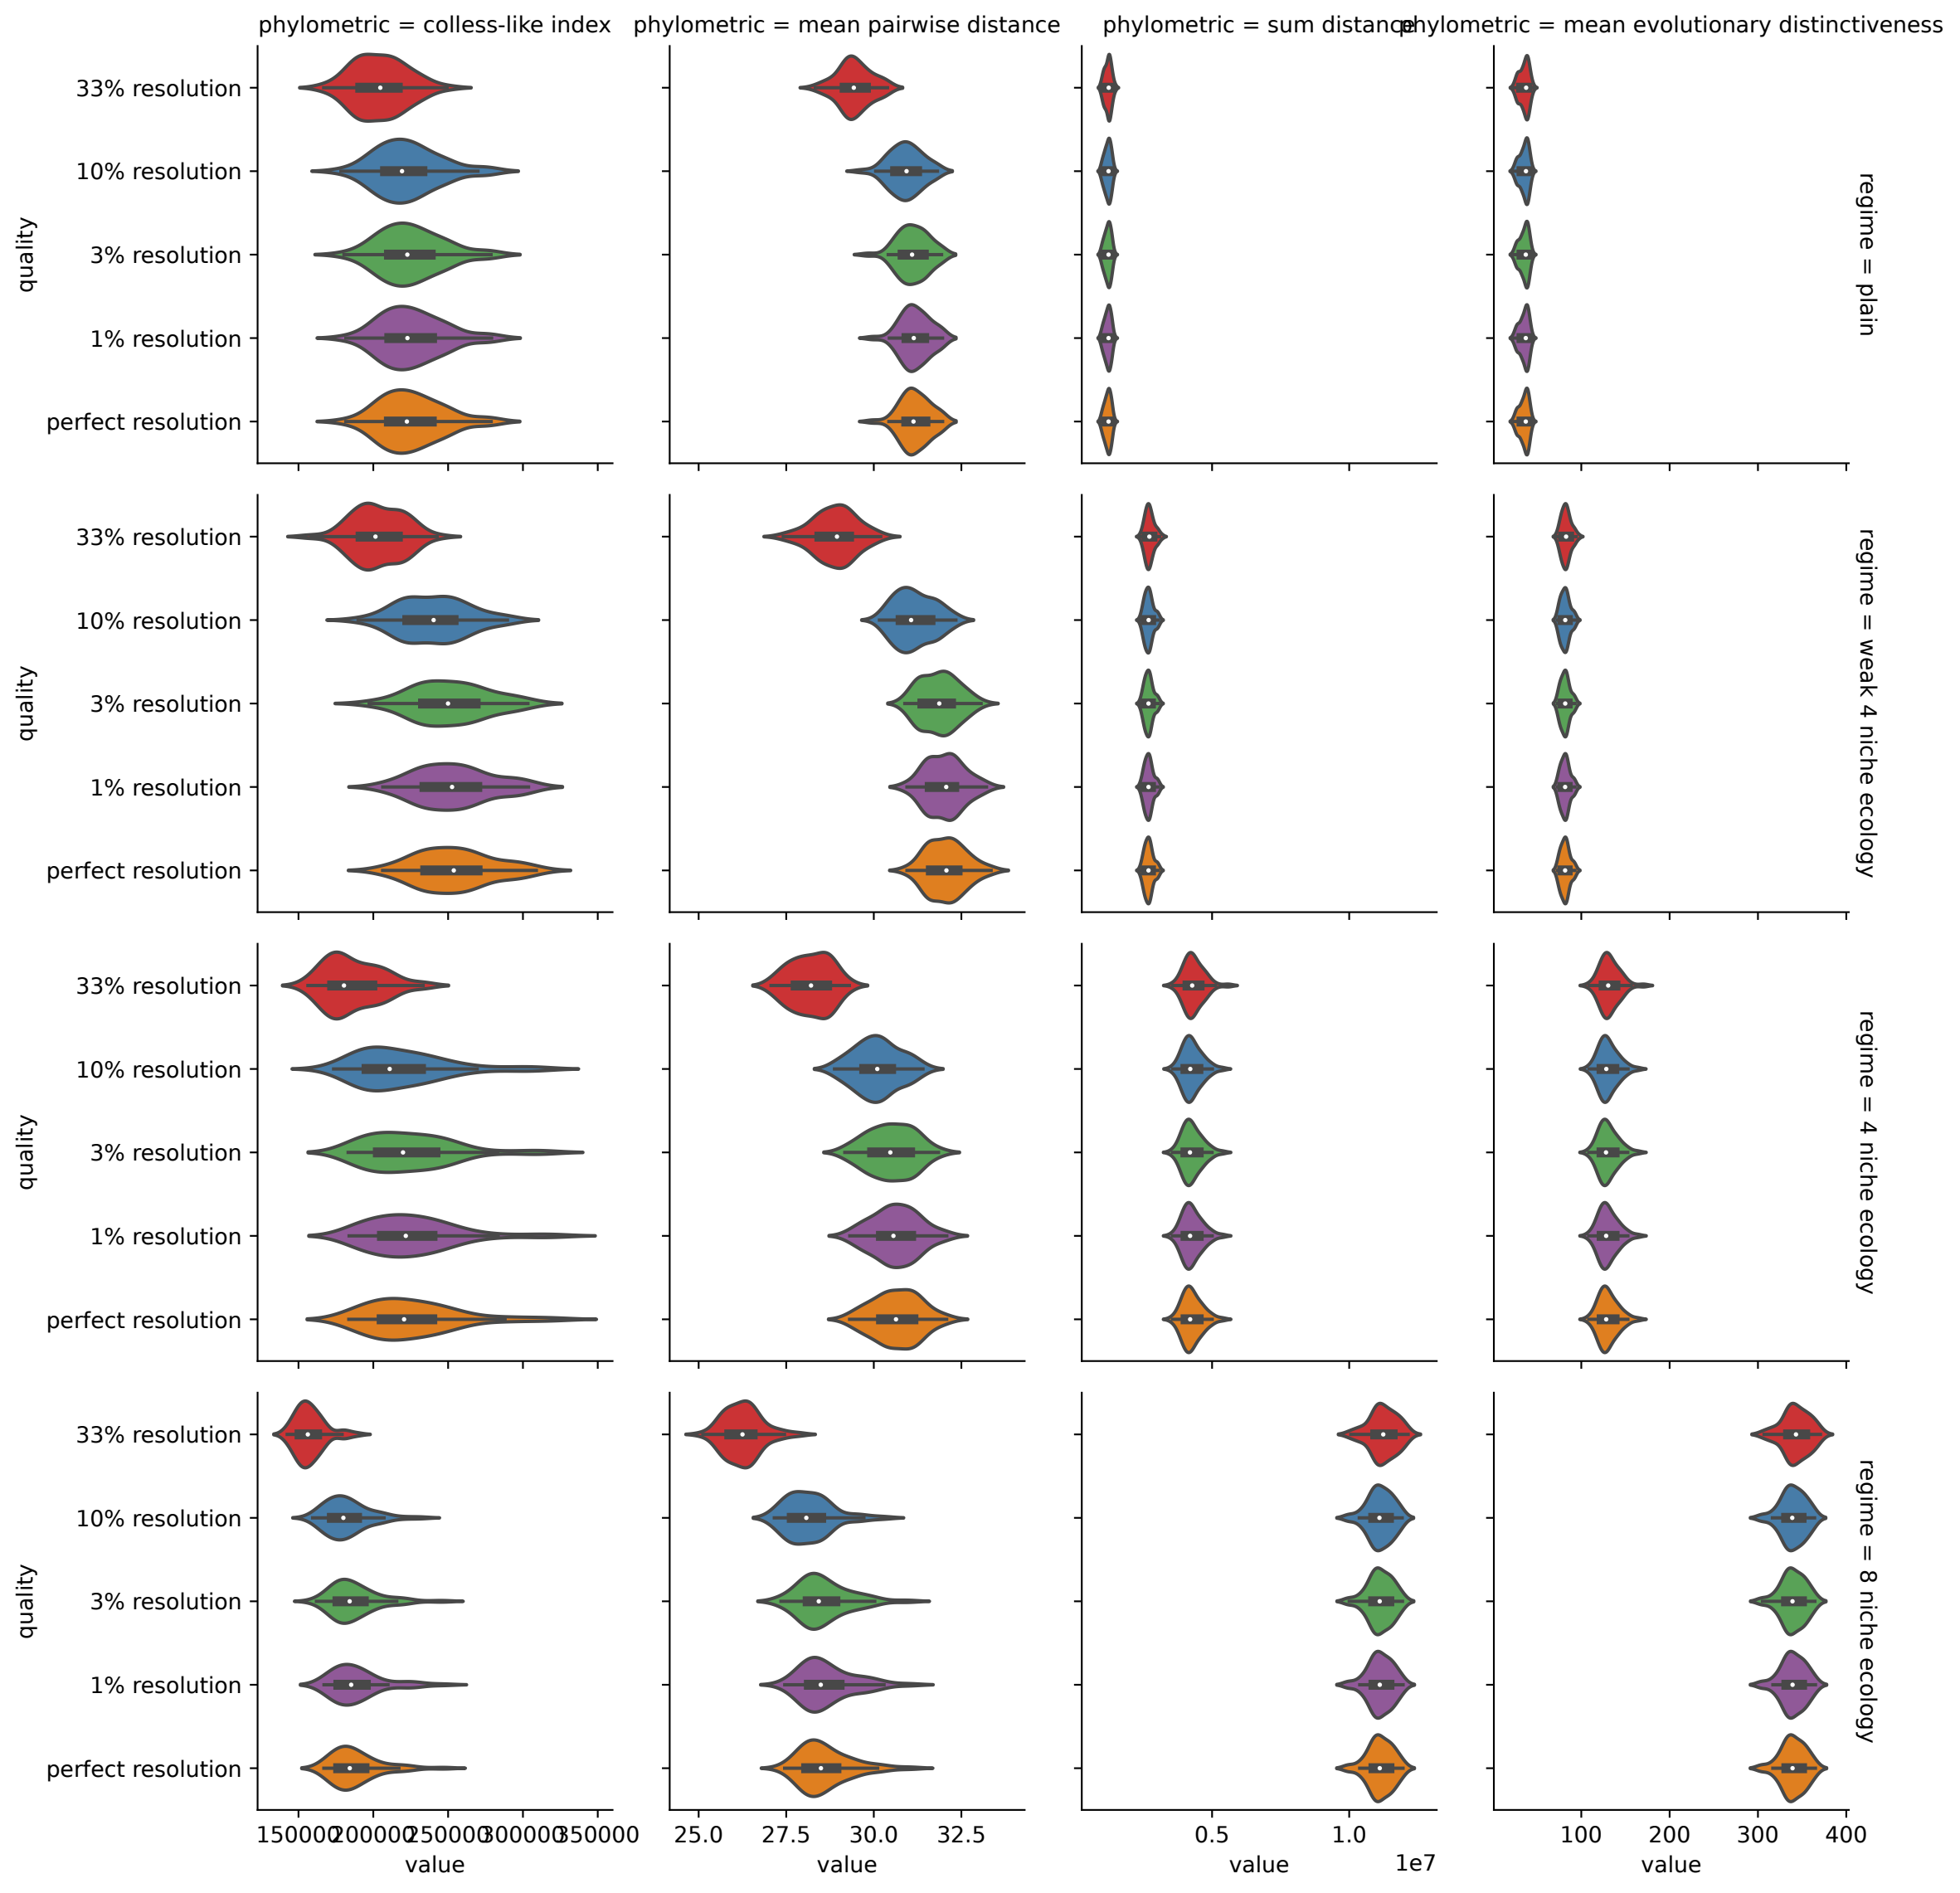 phylometric = colless-like index
phylometric = mean pairwise distance
phylometric = sum distance
phylometric = mean evolutionary distinctiveness
quality
33% resolution
10% resolution
3% resolution
1% resolution
perfect resolution
regime = plain
quality
33% resolution
10% resolution
3% resolution
1% resolution
perfect resolution
regime = weak 4 niche ecology
quality
33% resolution
10% resolution
3% resolution
1% resolution
perfect resolution
regime = 4 niche ecology
quality
33% resolution
10% resolution
3% resolution
1% resolution
perfect resolution
regime = 8 niche ecology
150000 200000 250000 300000 350000
value
25.0 27.5 30.0 32.5
value
0.5 1.0
1e7
value
100 200 300 400
value